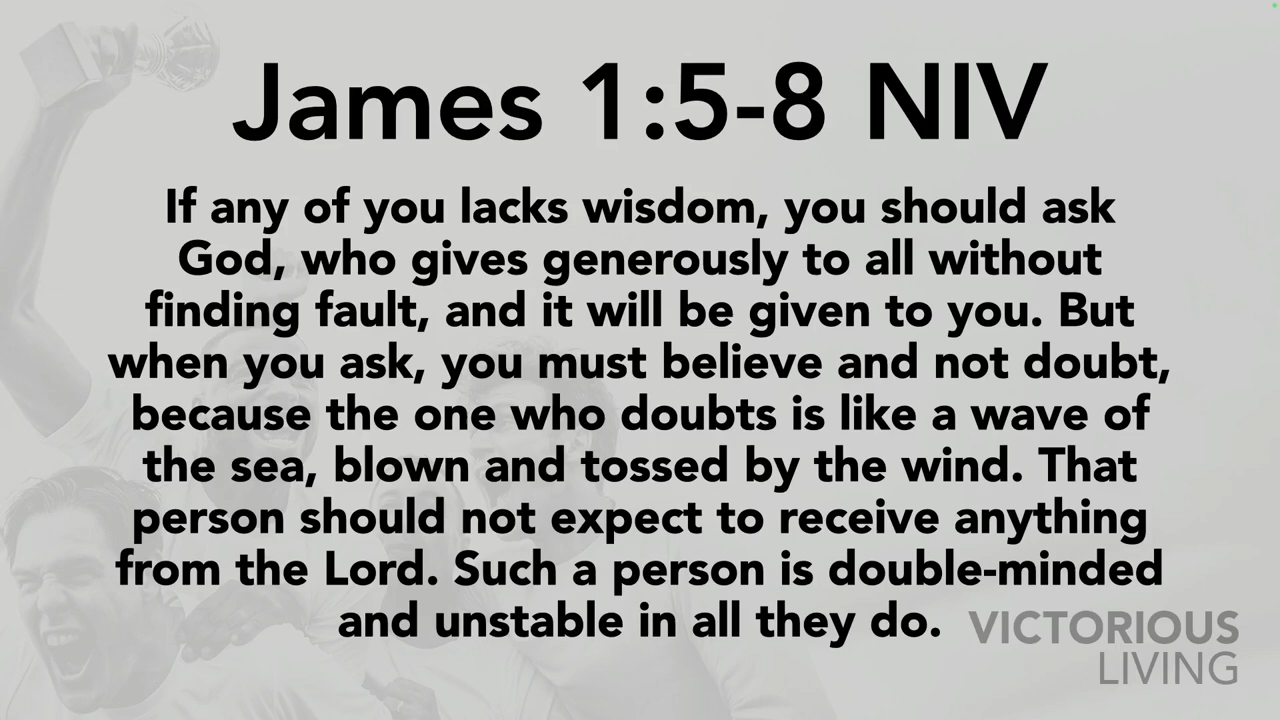 James 1:5-8 NIV
If any of you lacks wisdom, you should ask
God, who gives generously to all without
finding fault, and it will be given to you. But
when you ask, you must believe and not doubt,
because the one who doubts is like a wave of
the sea, blown and tossed by the wind. That
person should not expect to receive anything
from the Lord. Such a person is double-minded
and unstable in all they do.
VICTORIOUS
LIVING